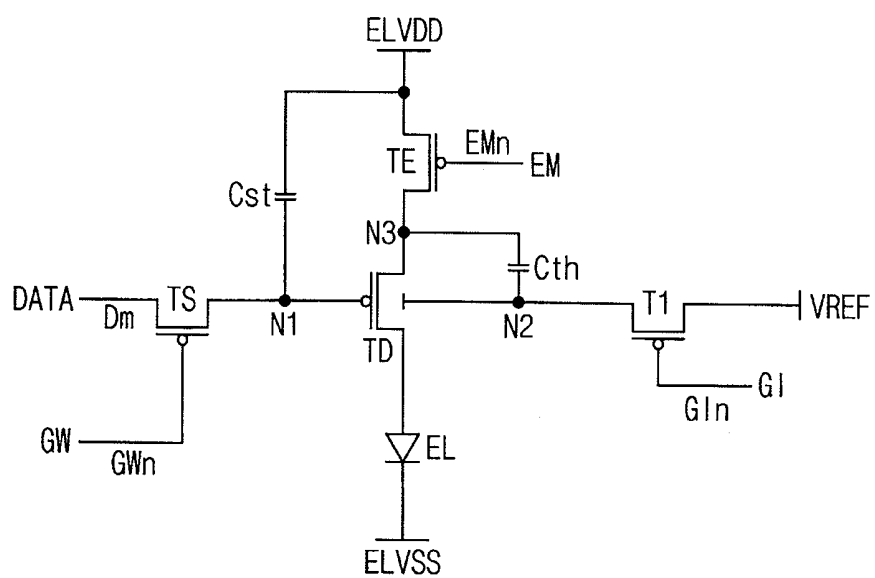 ELVDD
EMn
TE
EM
Cst
N3
Cth
DATA
TS
T1
Dm
N1
N2
VREF
TD
GI
GIn
GW
GWn
EL
ELVSS